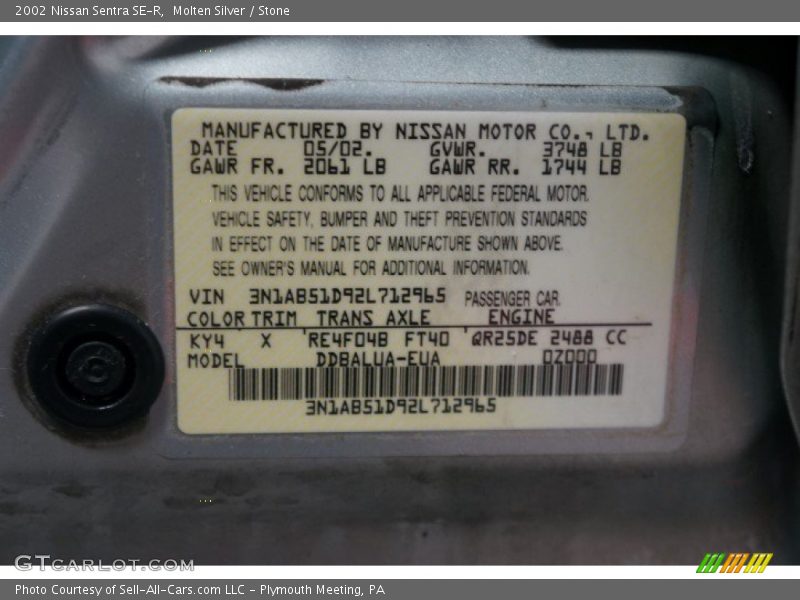 2002 Nissan Sentra SE-R, Molten Silver / Stone
MANUFACTURED BY NISSAN MOTOR CO., LTD.
DATE 05/02. GVWR. 3748 LB
GAWR FR. 2061 LB GAWR RR. 1744 LB
THIS VEHICLE CONFORMS TO ALL APPLICABLE FEDERAL MOTOR
VEHICLE SAFETY, BUMPER AND THEFT PREVENTION STANDARDS
IN EFFECT ON THE DATE OF MANUFACTURE SHOWN ABOVE.
SEE OWNER'S MANUAL FOR ADDITIONAL INFORMATION.
VIN 3N1AB51D92L712965 PASSENGER CAR
COLOR TRIM TRANS AXLE ENGINE
KY4 X RE4F04B FT40 QR25DE 2488 CC
MODEL DDBALUA-EUA 0Z000
3N1AB51D92L712965
GTCARLOT.COM
Photo Courtesy of Sell-All-Cars.com LLC - Plymouth Meeting, PA